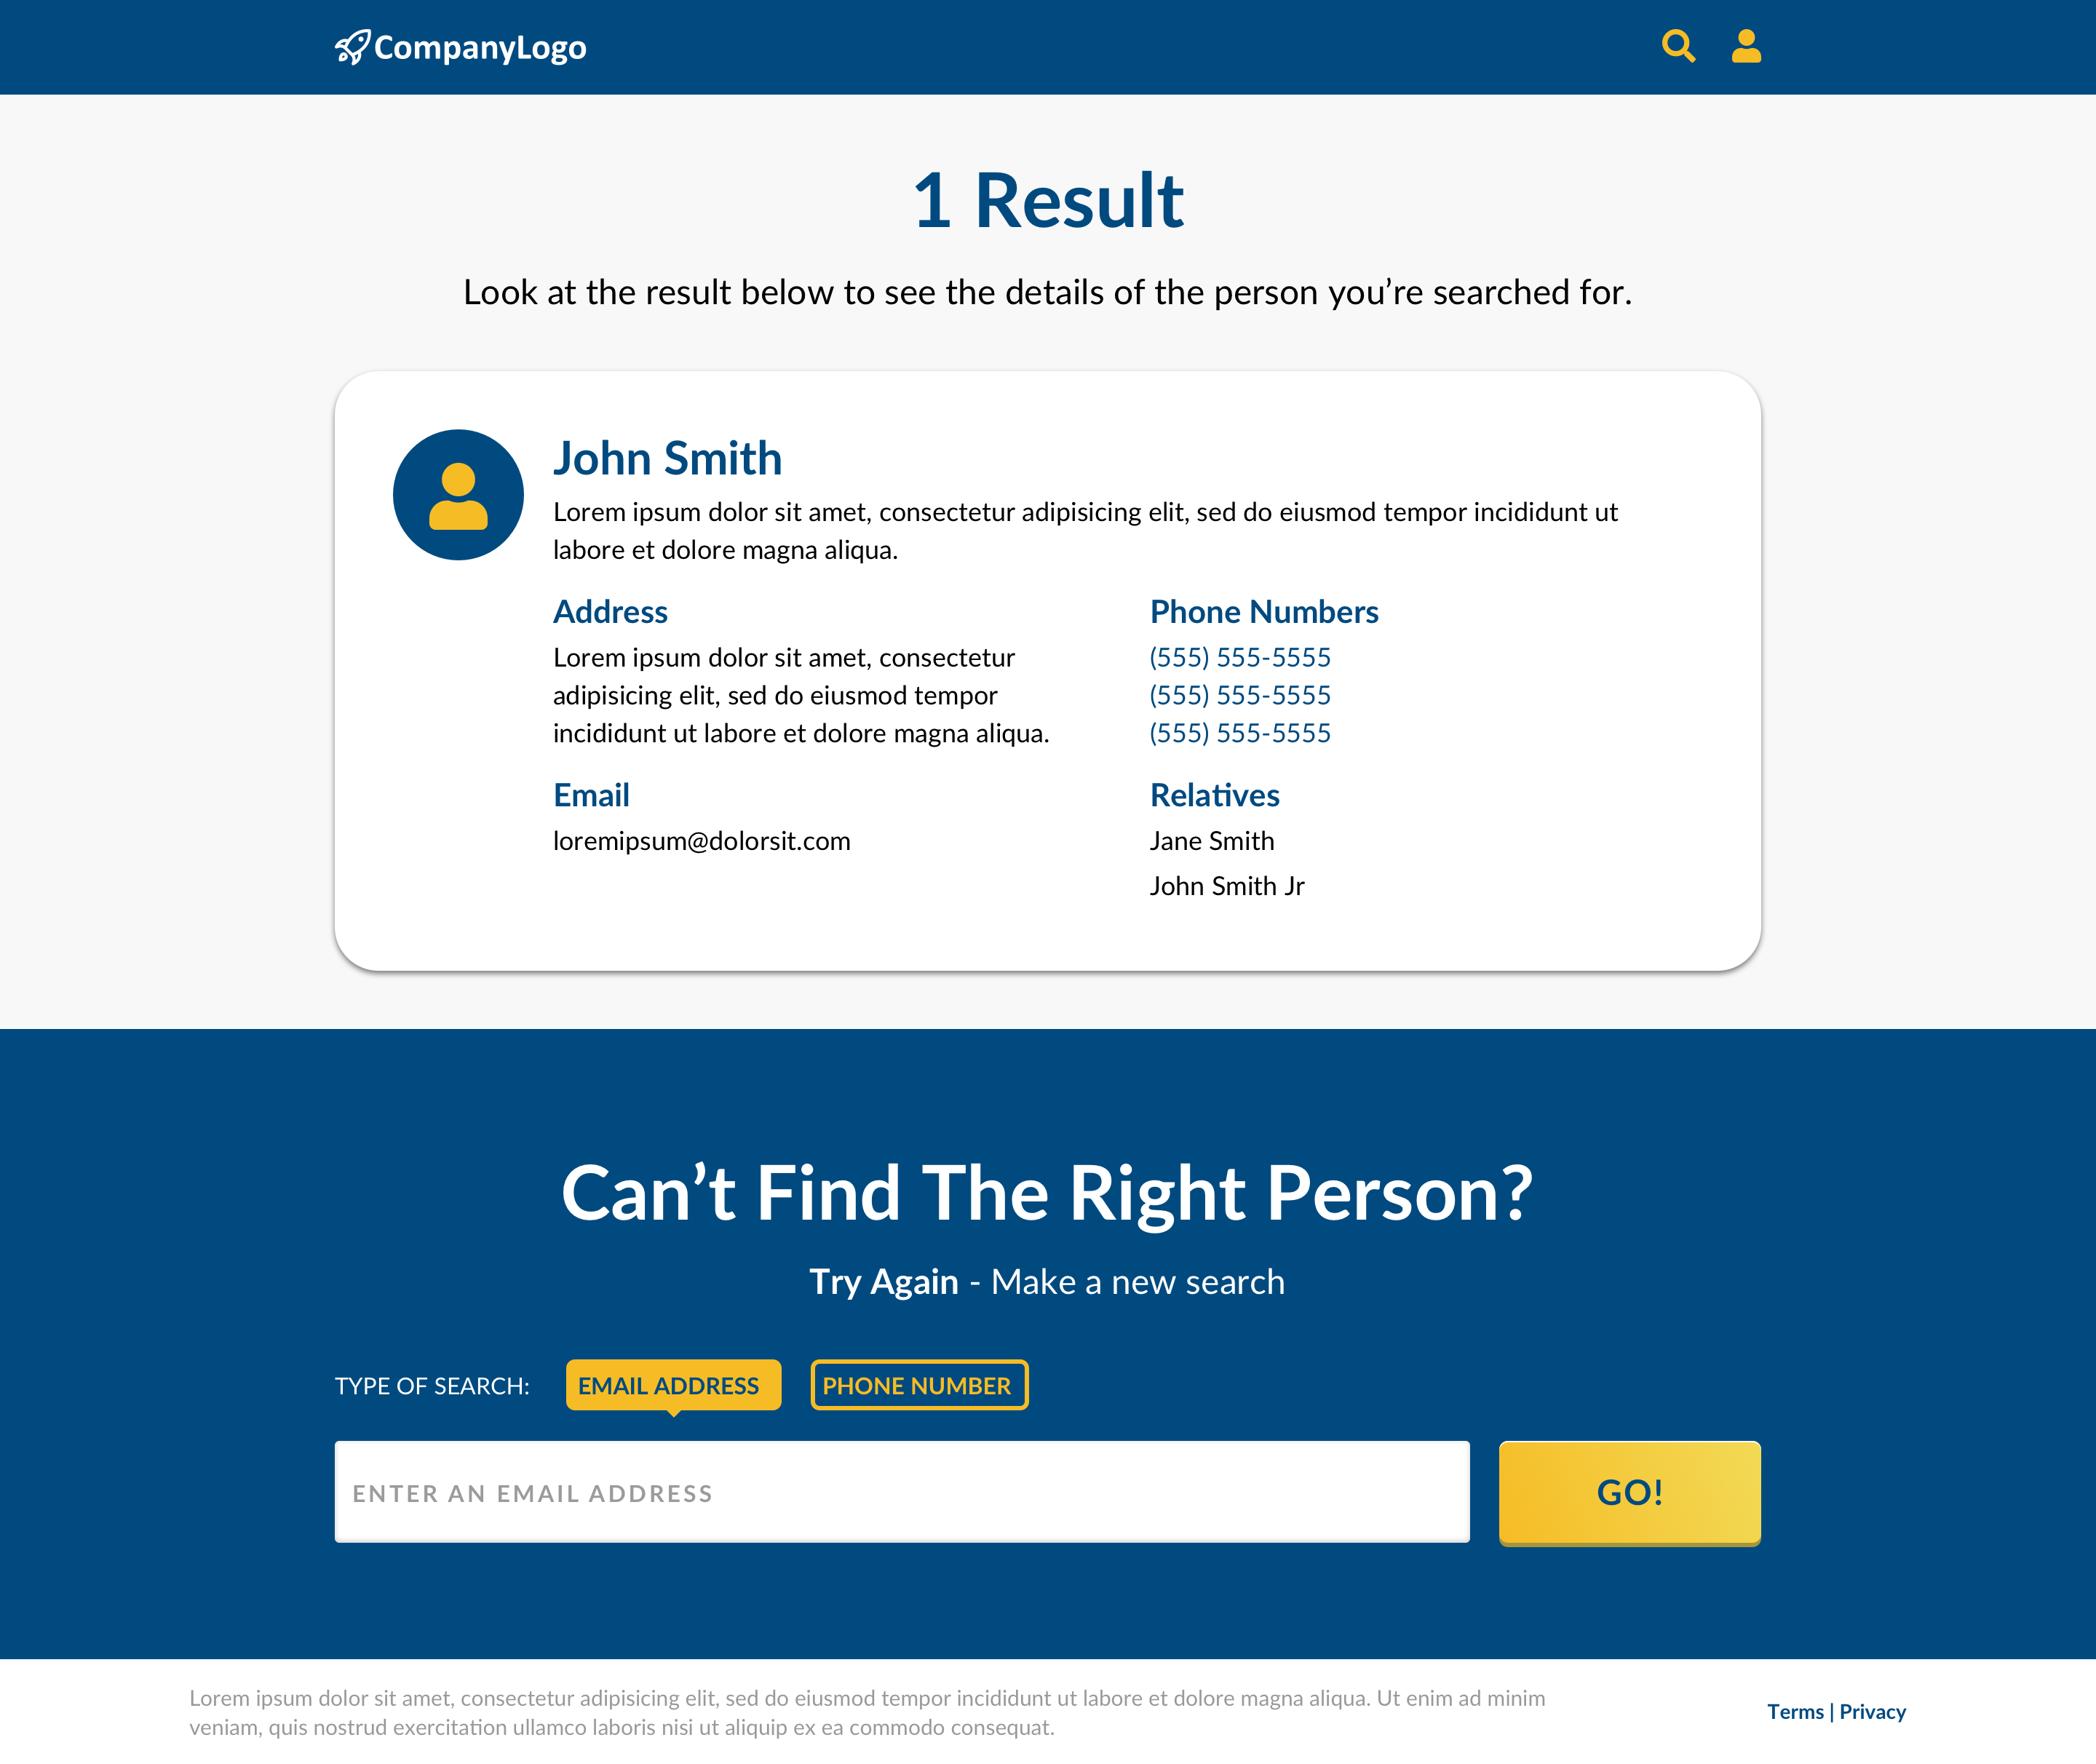 CompanyLogo
1 Result
Look at the result below to see the details of the person you’re searched for.
John Smith
Lorem ipsum dolor sit amet, consectetur adipisicing elit, sed do eiusmod tempor incididunt ut
labore et dolore magna aliqua.
Address
Lorem ipsum dolor sit amet, consectetur
adipisicing elit, sed do eiusmod tempor
incididunt ut labore et dolore magna aliqua.
Phone Numbers
(555) 555-5555
(555) 555-5555
(555) 555-5555
Email
loremipsum@dolorsit.com
Relatives
Jane Smith
John Smith Jr
Can’t Find The Right Person?
Try Again - Make a new search
TYPE OF SEARCH: EMAIL ADDRESS PHONE NUMBER
ENTER AN EMAIL ADDRESS
GO!
Lorem ipsum dolor sit amet, consectetur adipisicing elit, sed do eiusmod tempor incididunt ut labore et dolore magna aliqua. Ut enim ad minim
veniam, quis nostrud exercitation ullamco laboris nisi ut aliquip ex ea commodo consequat.
Terms | Privacy